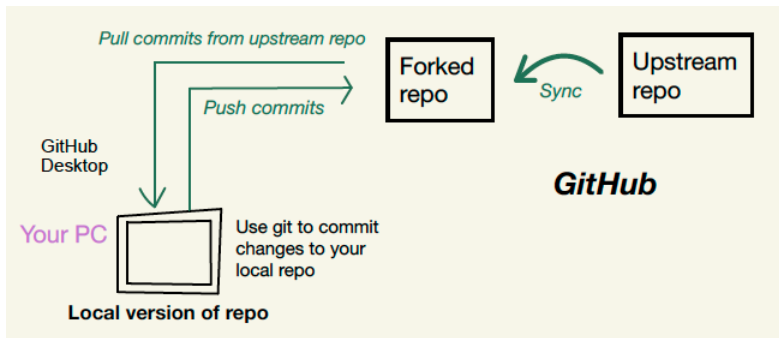 Pull commits from upstream repo
Forked
repo
Upstream
repo
Sync
Push commits
GitHub
Desktop
GitHub
Your PC
Use git to commit
changes to your
local repo
Local version of repo